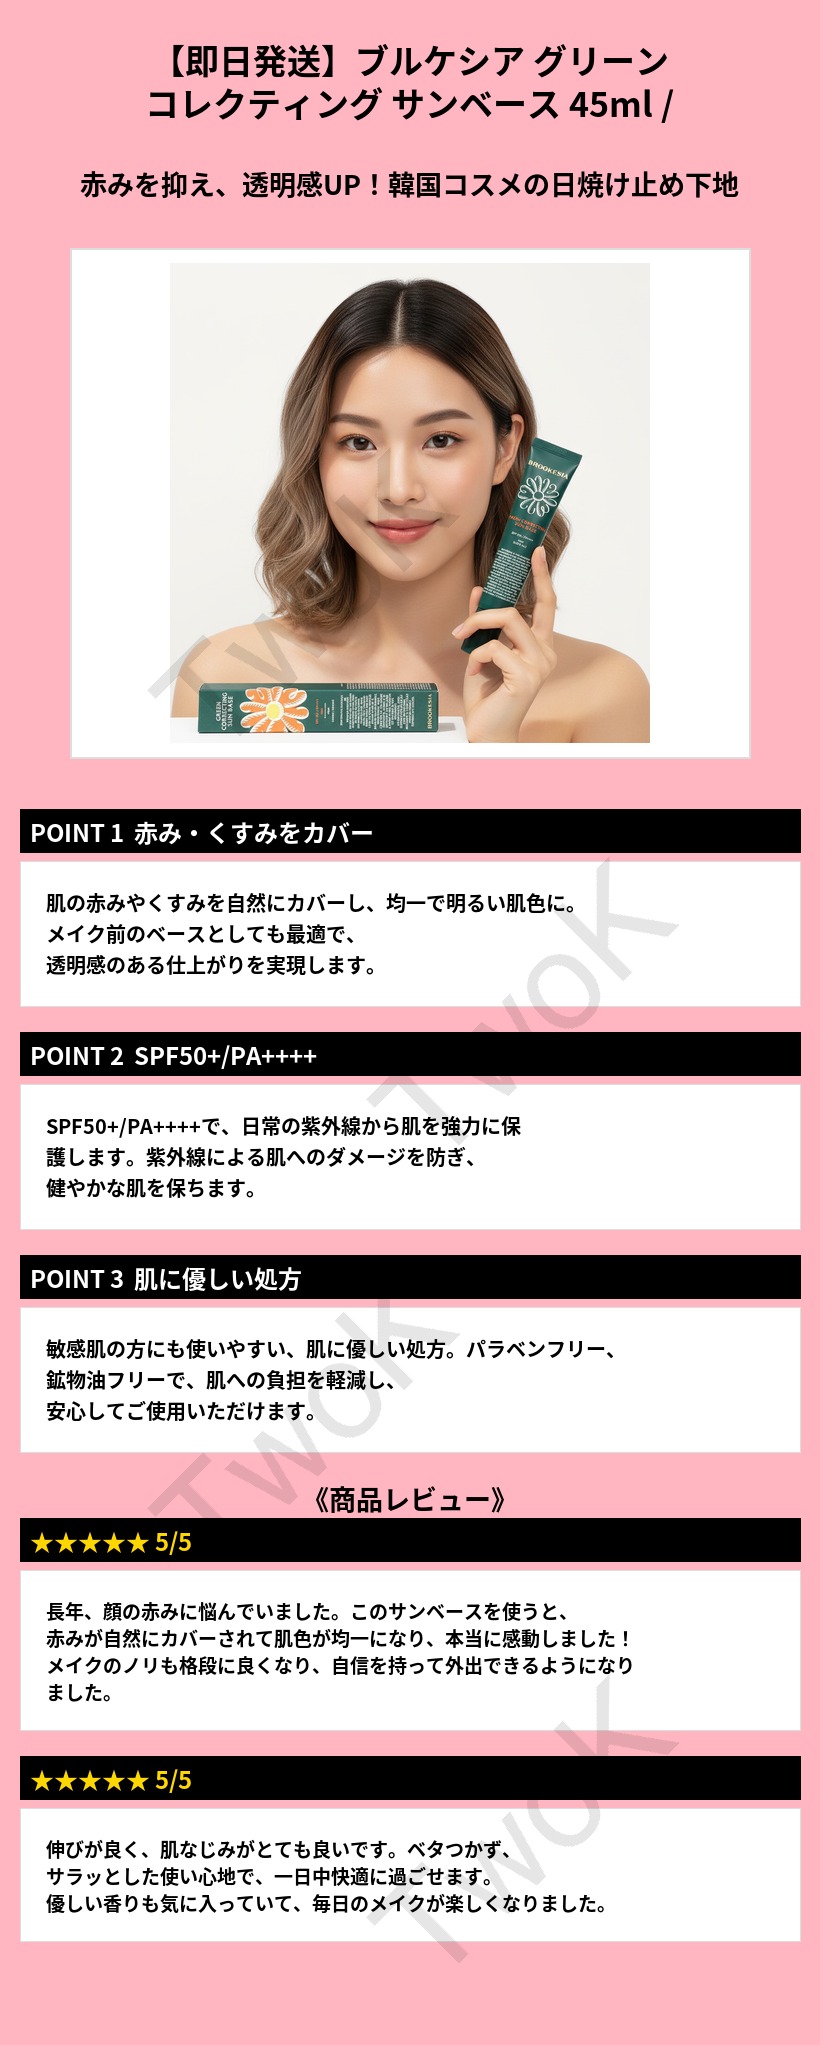 【即日発送】ブルケシア グリーン
コレクティング サンベース 45ml /
赤みを抑え、透明感UP！韓国コスメの日焼け止め下地
BROOKESIA
GREEN
CORRECTING
SUN BASE
BROOKESIA
TwoK
POINT 1 赤み・くすみをカバー
肌の赤みやくすみを自然にカバーし、均一で明るい肌色に。
メイク前のベースとしても最適で、
透明感のある仕上がりを実現します。
TwoK
POINT 2 SPF50+/PA++++
SPF50+/PA++++で、日常の紫外線から肌を強力に保
護します。紫外線による肌へのダメージを防ぎ、
健やかな肌を保ちます。
POINT 3 肌に優しい処方
敏感肌の方にも使いやすい、肌に優しい処方。パラベンフリー、
鉱物油フリーで、肌への負担を軽減し、
安心してご使用いただけます。
TwoK
《商品レビュー》
★★★★★ 5/5
長年、顔の赤みに悩んでいました。このサンベースを使うと、
赤みが自然にカバーされて肌色が均一になり、本当に感動しました！
メイクのノリも格段に良くなり、自信を持って外出できるようになり
ました。
★★★★★ 5/5
伸びが良く、肌なじみがとても良いです。ベタつかず、
サラッとした使い心地で、一日中快適に過ごせます。
優しい香りも気に入っていて、毎日のメイクが楽しくなりました。
TwoK